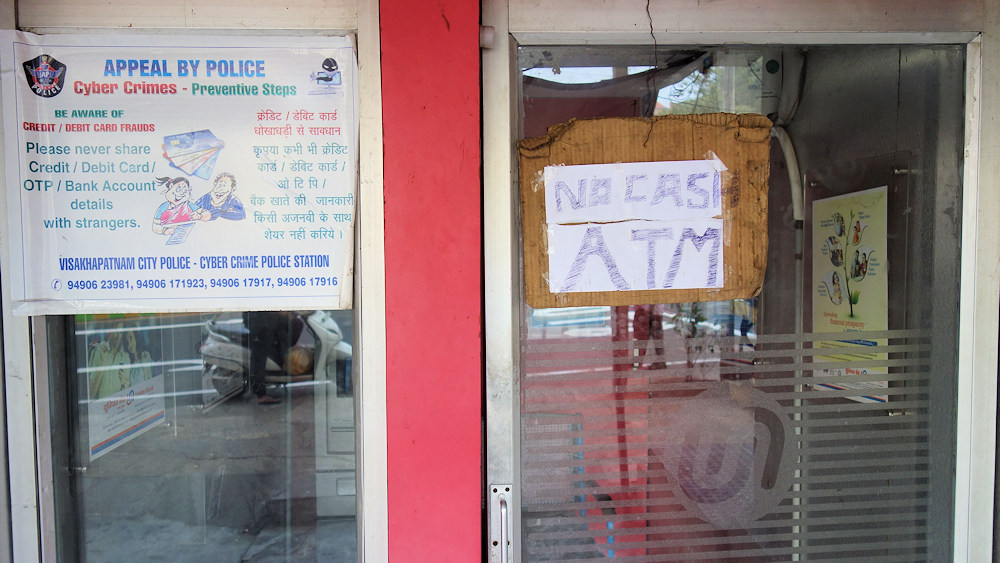 APPEAL BY POLICE
Cyber Crimes - Preventive Steps
BE AWARE OF
CREDIT / DEBIT CARD FRAUDS
Please never share
Credit / Debit Card /
OTP / Bank Account
details
with strangers.
क्रेडिट / डेबिट कार्ड
धोखाधड़ी से सावधान
कृपया कभी भी क्रेडिट
कार्ड / डेबिट कार्ड /
ओ टि पि /
बैंक खाते की जानकारी
किसी अजनबी के साथ
शेयर नहीं करिये ।
VISAKHAPATNAM CITY POLICE - CYBER CRIME POLICE STATION
94906 23981, 94906 171923, 94906 17917, 94906 17916
NO CASH
ATM